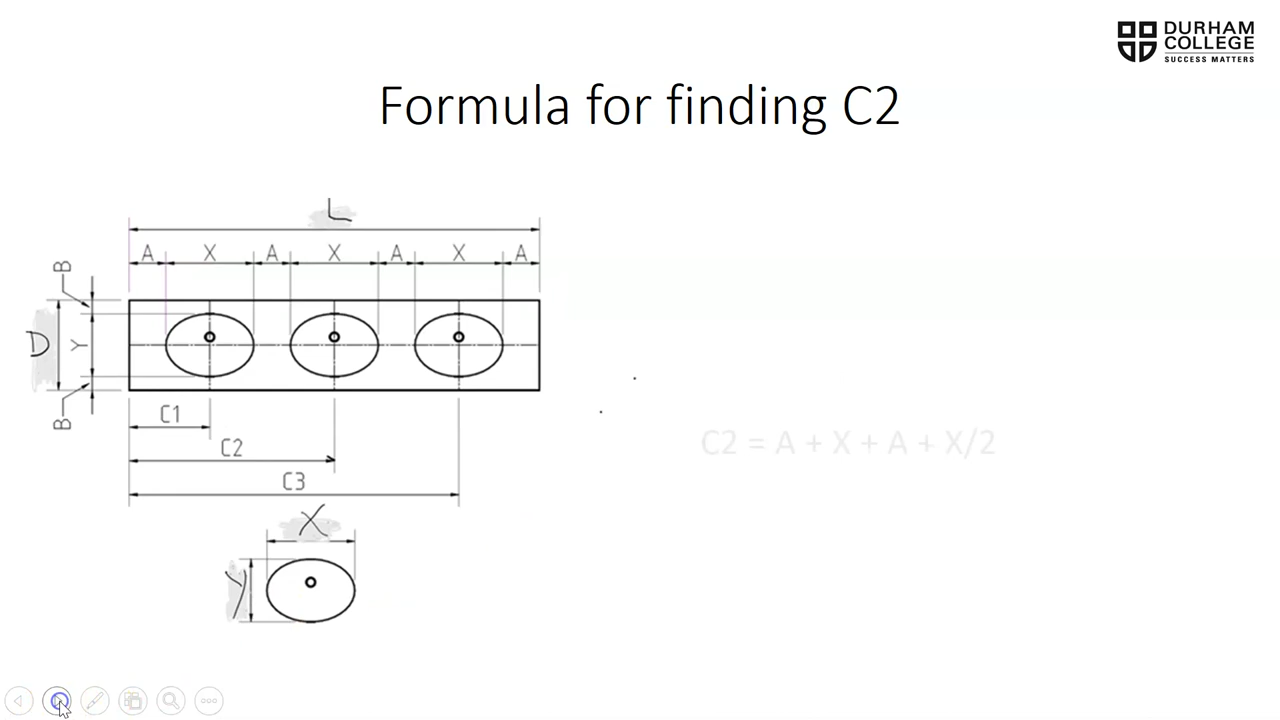 DURHAM
COLLEGE
SUCCESS MATTERS
Formula for finding C2
L
A X A X A X A
B
D Y
B
C1
C2
C3
C2 = A + X + A + X/2
X
Y